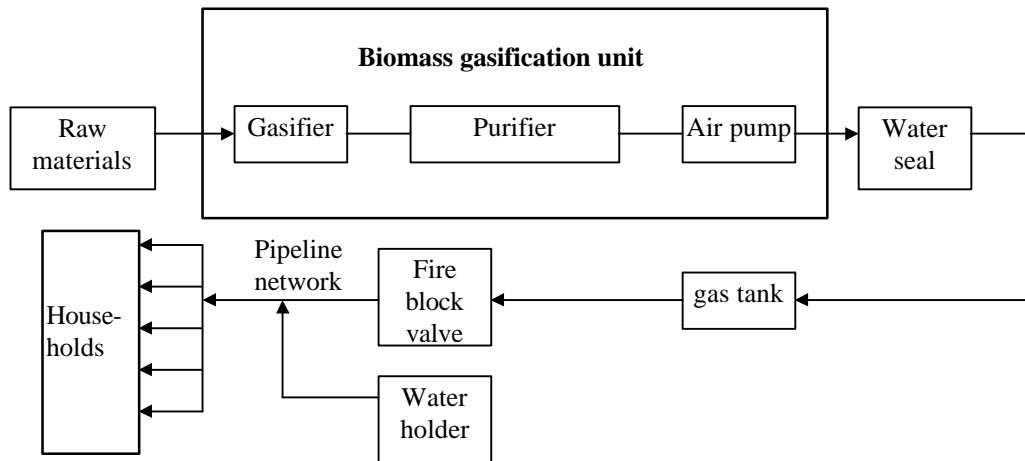 Biomass gasification unit
Raw
materials
Gasifier
Purifier
Air pump
Water
seal
House-
holds
Pipeline
network
Fire
block
valve
gas tank
Water
holder